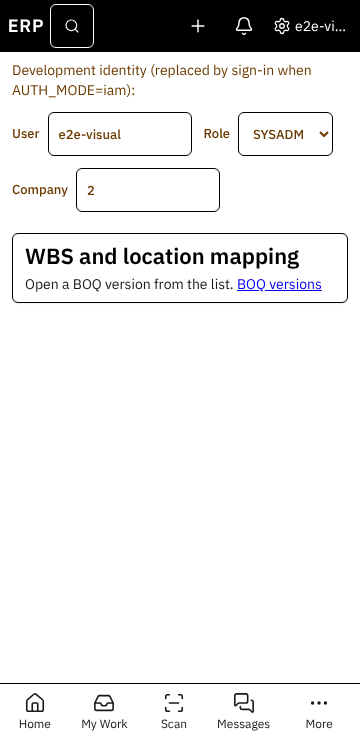 ERP
e2e-vi...
Development identity (replaced by sign-in when
AUTH_MODE=iam):
User e2e-visual Role SYSADM
Company 2
WBS and location mapping
Open a BOQ version from the list. BOQ versions
Home My Work Scan Messages More